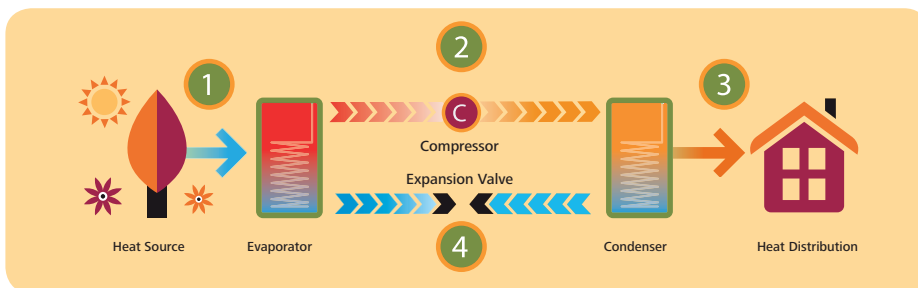 2
1
3
C
Compressor
Expansion Valve
4
Heat Source
Evaporator
Condenser
Heat Distribution